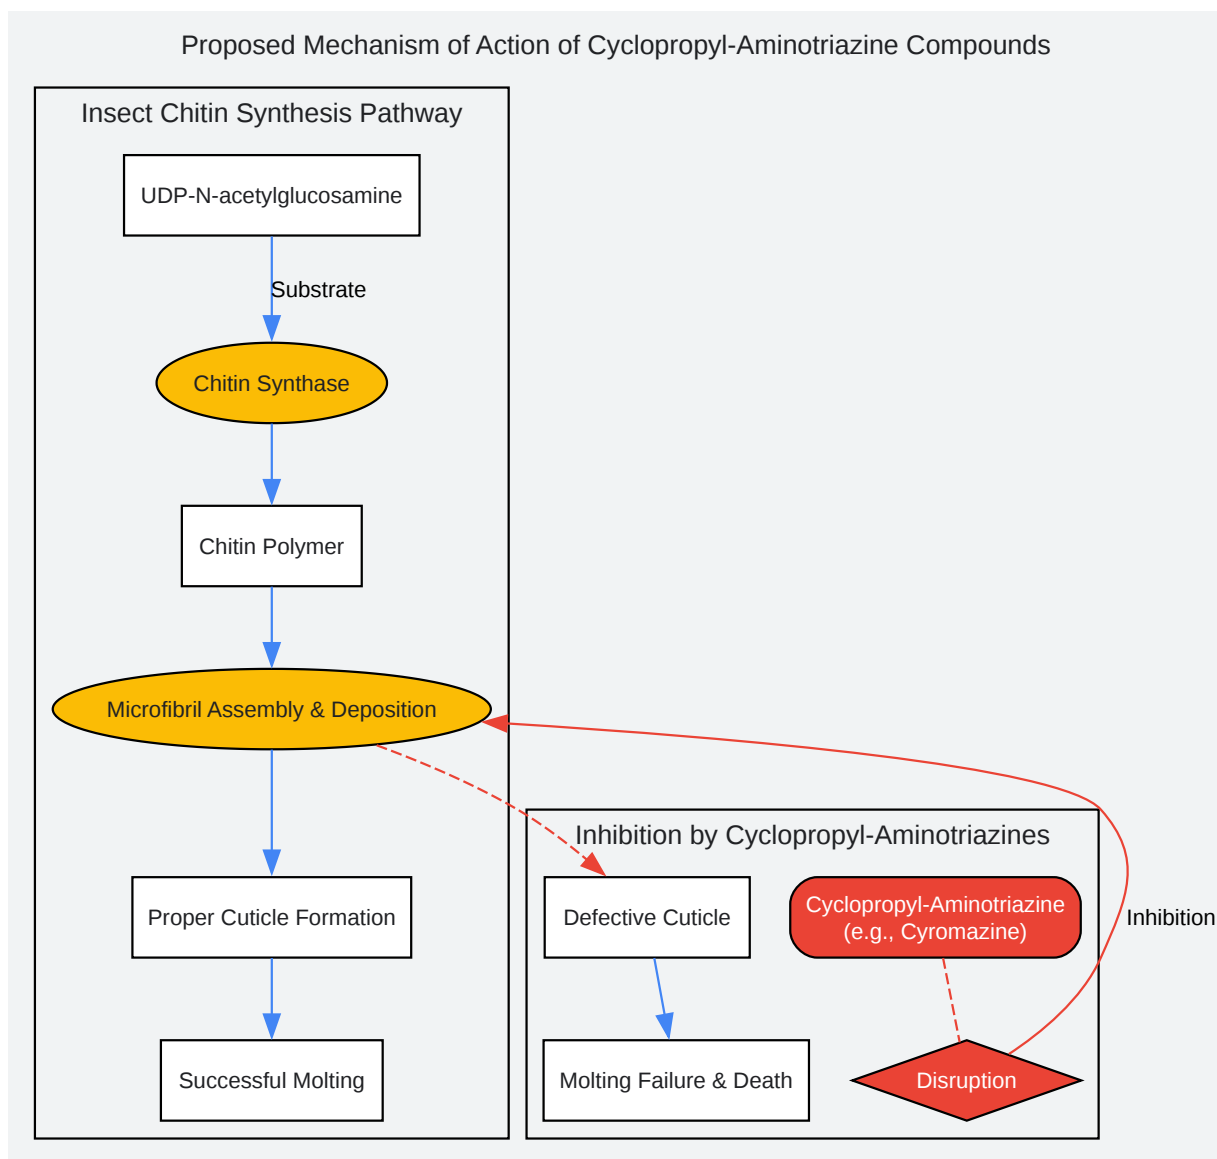 Proposed Mechanism of Action of Cyclopropyl-Aminotriazine Compounds
Insect Chitin Synthesis Pathway
UDP-N-acetylglucosamine
Substrate
Chitin Synthase
Chitin Polymer
Microfibril Assembly & Deposition
Proper Cuticle Formation
Successful Molting
Inhibition by Cyclopropyl-Aminotriazines
Defective Cuticle
Cyclopropyl-Aminotriazine
(e.g., Cyromazine)
Inhibition
Molting Failure & Death
Disruption